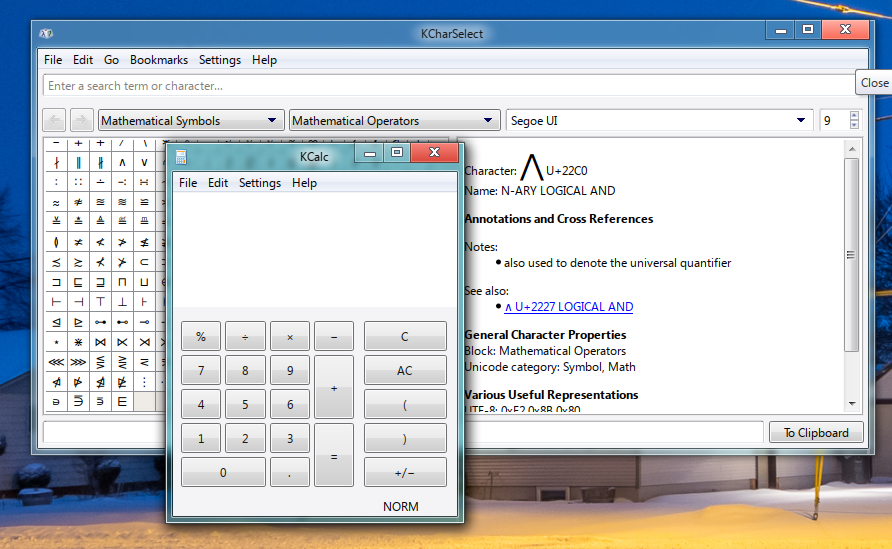 KCharSelect
File Edit Go Bookmarks Settings Help
Enter a search term or character...
Close
Mathematical Symbols
Mathematical Operators
Segoe UI
9
Character: ⋀ U+22C0
Name: N-ARY LOGICAL AND
Annotations and Cross References
Notes:
• also used to denote the universal quantifier
See also:
• ∧ U+2227 LOGICAL AND
General Character Properties
Block: Mathematical Operators
Unicode category: Symbol, Math
Various Useful Representations
UTF-8: 0xE2 0x8B 0x80
To Clipboard
KCalc
File Edit Settings Help
% ÷ × − C
7 8 9 + AC
4 5 6 (
1 2 3 = )
0 . +/−
NORM